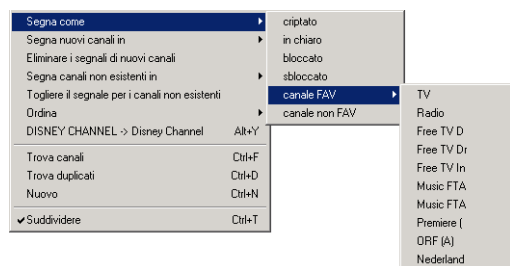 Segna come
Segna nuovi canali in
Eliminare i segnali di nuovi canali
Segna canali non esistenti in
Togliere il segnale per i canali non esistenti
Ordina
DISNEY CHANNEL -> Disney Channel Alt+Y
Trova canali Ctrl+F
Trova duplicati Ctrl+D
Nuovo Ctrl+N
Suddividere Ctrl+T
criptato
in chiaro
bloccato
sbloccato
canale FAV
canale non FAV
TV
Radio
Free TV D
Free TV Dr
Free TV In
Music FTA
Music FTA
Premiere (
ORF (A)
Nederland